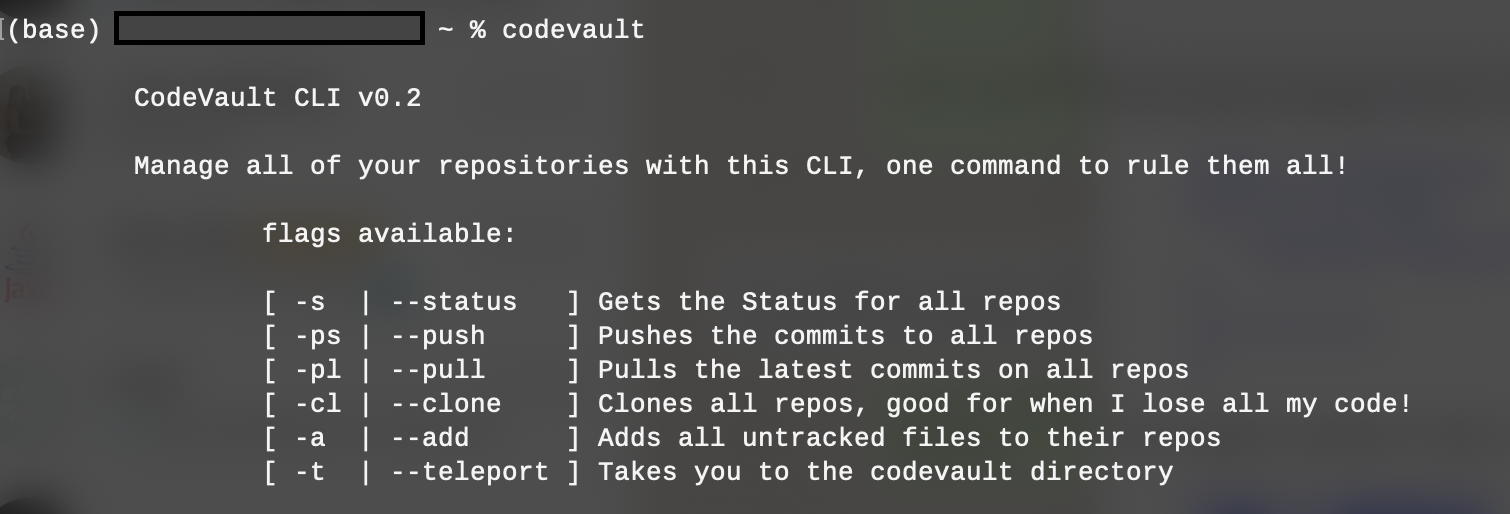 (base) ~ % codevault
CodeVault CLI v0.2
Manage all of your repositories with this CLI, one command to rule them all!
flags available:
[ -s  | --status   ] Gets the Status for all repos
[ -ps | --push     ] Pushes the commits to all repos
[ -pl | --pull     ] Pulls the latest commits on all repos
[ -cl | --clone    ] Clones all repos, good for when I lose all my code!
[ -a  | --add      ] Adds all untracked files to their repos
[ -t  | --teleport ] Takes you to the codevault directory